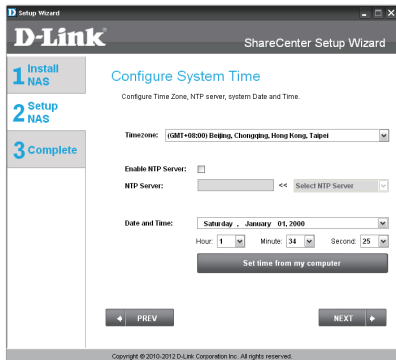 D Setup Wizard
D-Link
ShareCenter Setup Wizard
1 Install NAS
2 Setup NAS
3 Complete
Configure System Time
Configure Time Zone, NTP server, system Date and Time.
Timezone: (GMT+08:00) Beijing, Chongqing, Hong Kong, Taipei
Enable NTP Server:
NTP Server: << Select NTP Server
Date and Time: Saturday , January 01, 2000
Hour: 1 Minute: 34 Second: 25
Set time from my computer
PREV NEXT
Copyright © 2010-2012 D-Link Corporation Inc. All rights reserved.